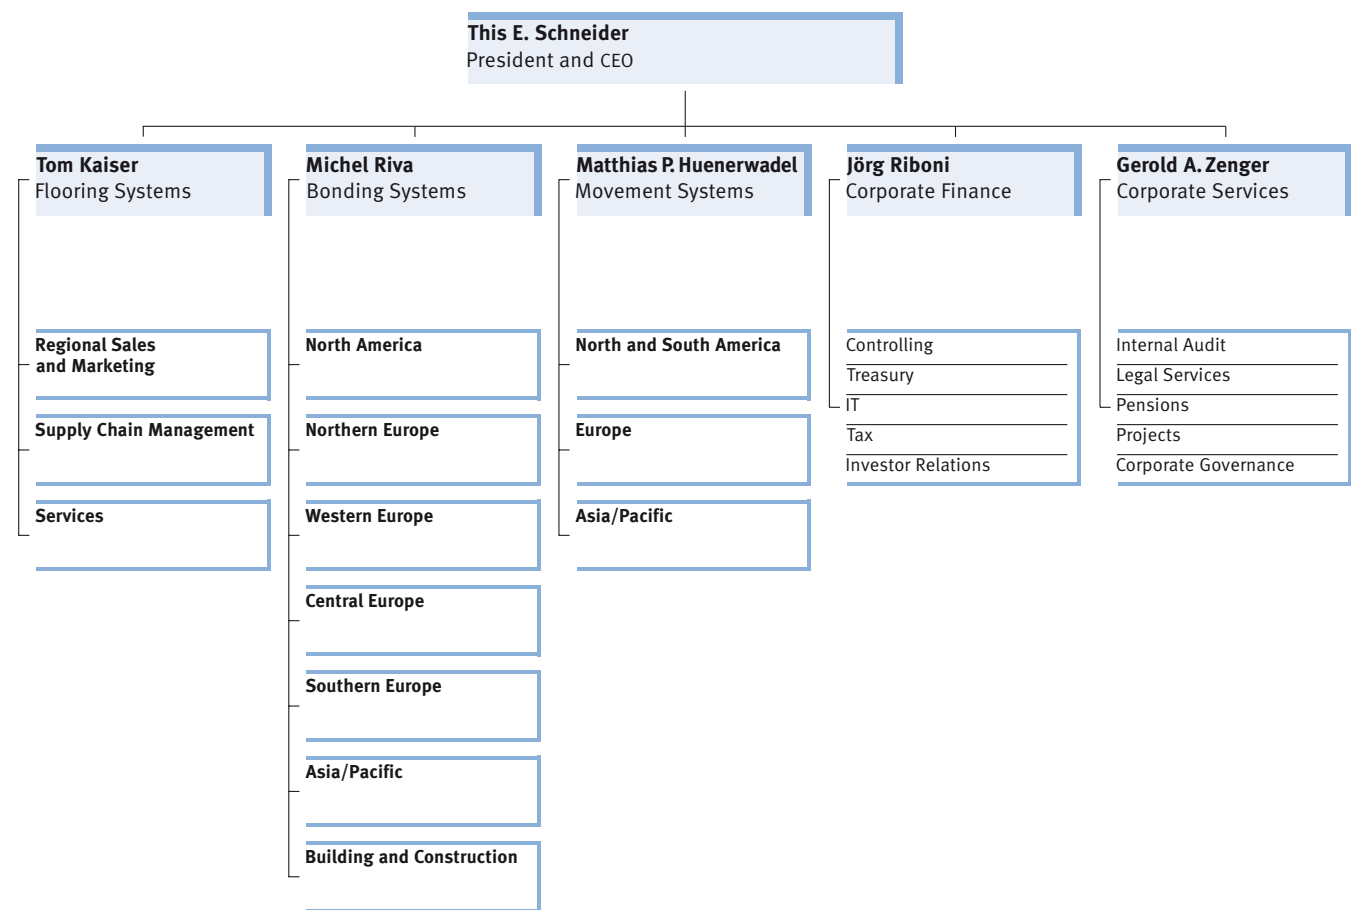 This E. Schneider
President and CEO
Tom Kaiser
Flooring Systems
Regional Sales
and Marketing
Supply Chain Management
Services
Michel Riva
Bonding Systems
North America
Northern Europe
Western Europe
Central Europe
Southern Europe
Asia/Pacific
Building and Construction
Matthias P. Huenerwadel
Movement Systems
North and South America
Europe
Asia/Pacific
Jörg Riboni
Corporate Finance
Controlling
Treasury
IT
Tax
Investor Relations
Gerold A. Zenger
Corporate Services
Internal Audit
Legal Services
Pensions
Projects
Corporate Governance